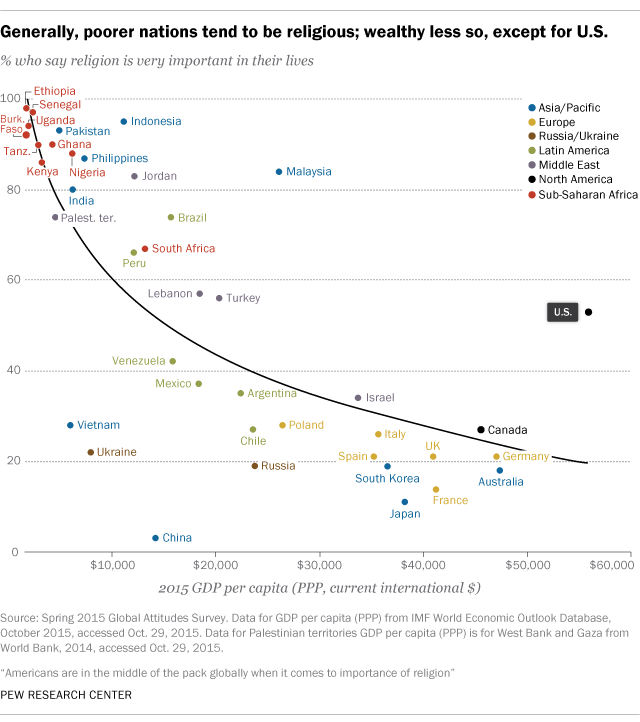 Generally, poorer nations tend to be religious; wealthy less so, except for U.S.
% who say religion is very important in their lives
Ethiopia
100
Senegal
Asia/Pacific
Burk.
Faso
Uganda
Indonesia
Europe
Pakistan
Russia/Ukraine
Tanz.
Ghana
Latin America
Philippines
Middle East
Kenya
Nigeria
Jordan
Malaysia
North America
80
India
Sub-Saharan Africa
Palest. ter.
Brazil
South Africa
Peru
60
Lebanon
Turkey
U.S.
Venezuela
40
Mexico
Argentina
Israel
Vietnam
Chile
Poland
Italy
Canada
Ukraine
UK
20
Russia
Spain
Germany
South Korea
Australia
France
Japan
China
0
$10,000
$20,000
$30,000
$40,000
$50,000
$60,000
2015 GDP per capita (PPP, current international $)
Source: Spring 2015 Global Attitudes Survey. Data for GDP per capita (PPP) from IMF World Economic Outlook Database,
October 2015, accessed Oct. 29, 2015. Data for Palestinian territories GDP per capita (PPP) is for West Bank and Gaza from
World Bank, 2014, accessed Oct. 29, 2015.
“Americans are in the middle of the pack globally when it comes to importance of religion”
PEW RESEARCH CENTER